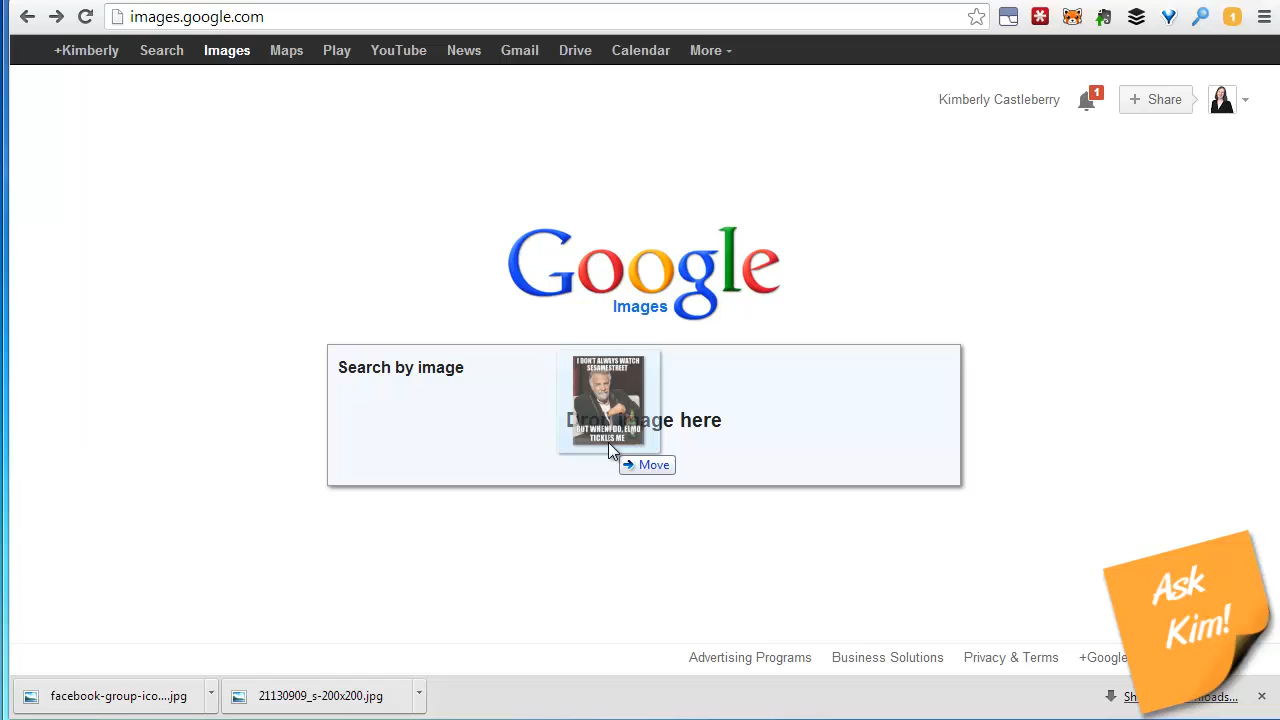 images.google.com
+Kimberly Search Images Maps Play YouTube News Gmail Drive Calendar More
Kimberly Castleberry 1 + Share
Google
Images
Search by image
I DON'T ALWAYS WATCH
SESAMESTREET
Drop image here
BUT WHEN I DO, ELMO
TICKLES ME
Move
Ask
Kim!
Advertising Programs Business Solutions Privacy & Terms +Google
facebook-group-ico....jpg 21130909_s-200x200.jpg